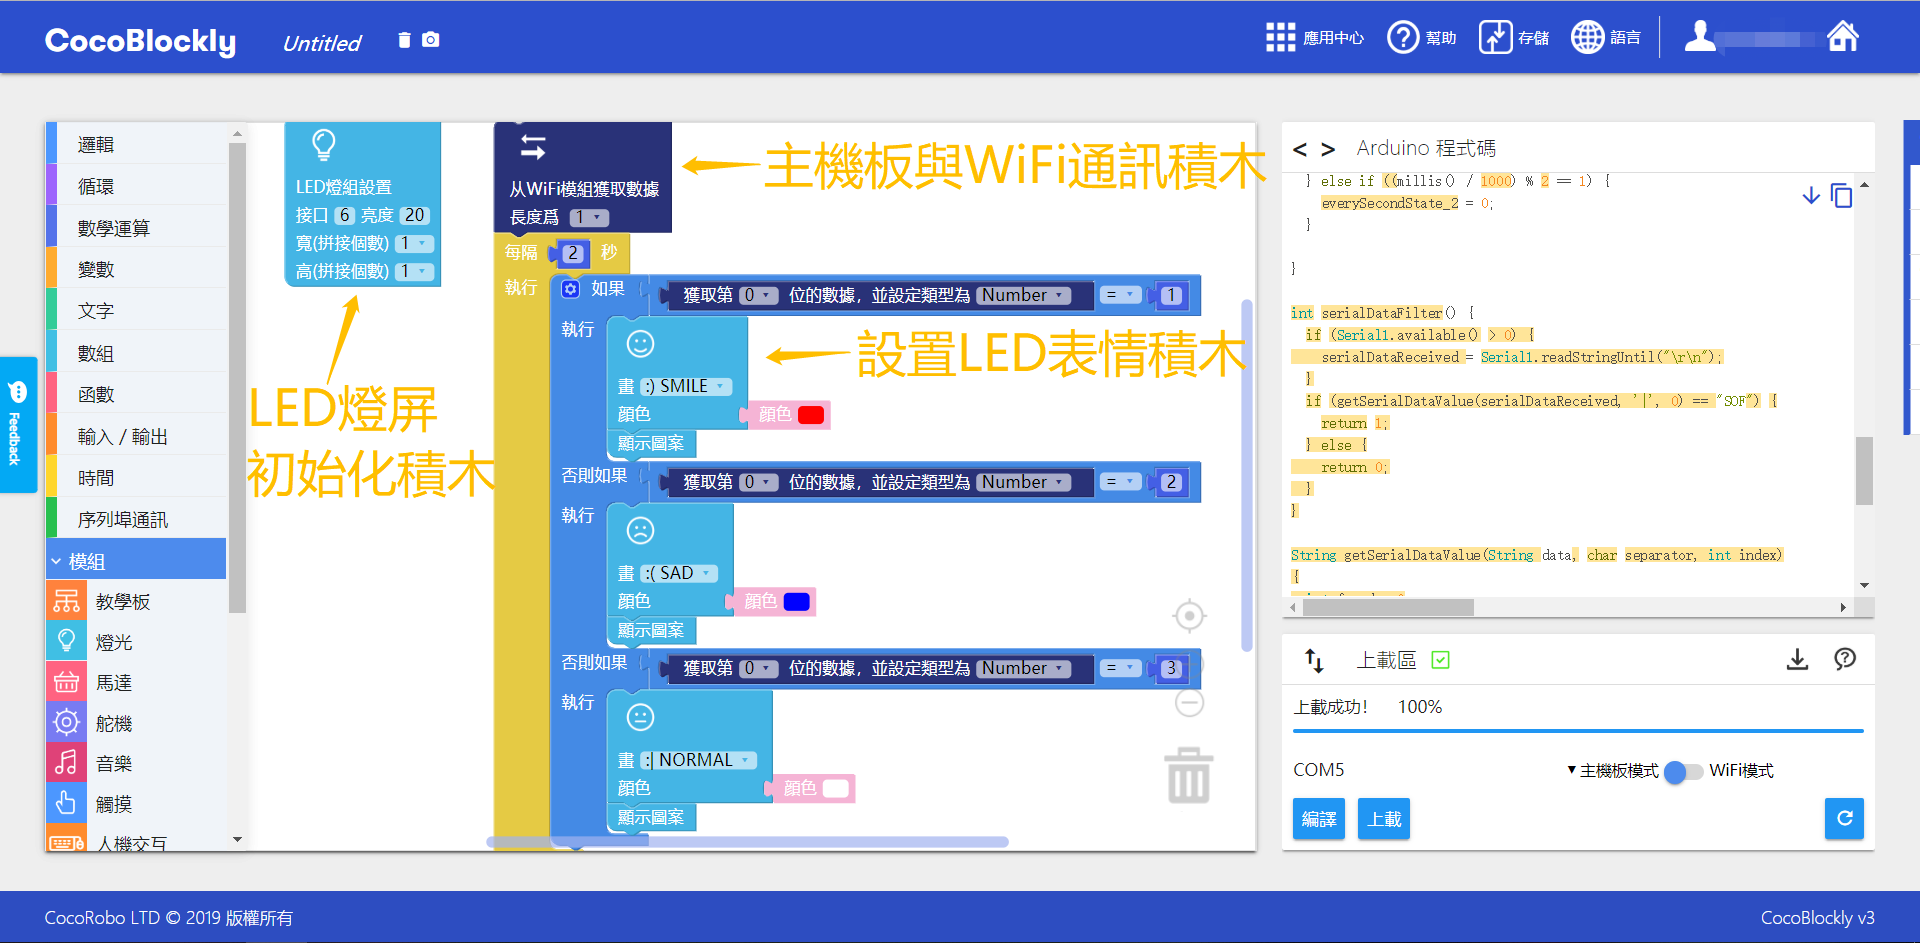 CocoBlockly
Untitled
應用中心
幫助
存儲
語言
邏輯
循環
數學運算
變數
文字
數組
函數
輸入 / 輸出
時間
序列埠通訊
模組
教學板
燈光
馬達
舵機
音樂
觸摸
人機交互
Feedback
LED燈組設置
接口 6 亮度 20
寬(拼接個數) 1
高(拼接個數) 1
LED燈屏
初始化積木
从WiFi模組獲取數據
長度爲 1
主機板與WiFi通訊積木
每隔 2 秒
執行
如果 獲取第 0 位的數據，並設定類型為 Number = 1
執行
畫 :) SMILE
顏色 顏色
顯示圖案
設置LED表情積木
否則如果 獲取第 0 位的數據，並設定類型為 Number = 2
執行
畫 :( SAD
顏色 顏色
顯示圖案
否則如果 獲取第 0 位的數據，並設定類型為 Number = 3
執行
畫 :| NORMAL
顏色 顏色
顯示圖案
< > Arduino 程式碼
} else if ((millis() / 1000) % 2 == 1) {
everySecondState_2 = 0;
}
}
int serialDataFilter() {
if (Serial1.available() > 0) {
serialDataReceived = Serial1.readStringUntil("\r\n");
}
if (getSerialDataValue(serialDataReceived, '|', 0) == "SOF") {
return 1;
} else {
return 0;
}
}
String getSerialDataValue(String data, char separator, int index)
{
上載區
上載成功! 100%
COM5
主機板模式 WiFi模式
編譯 上載
CocoRobo LTD © 2019 版權所有
CocoBlockly v3